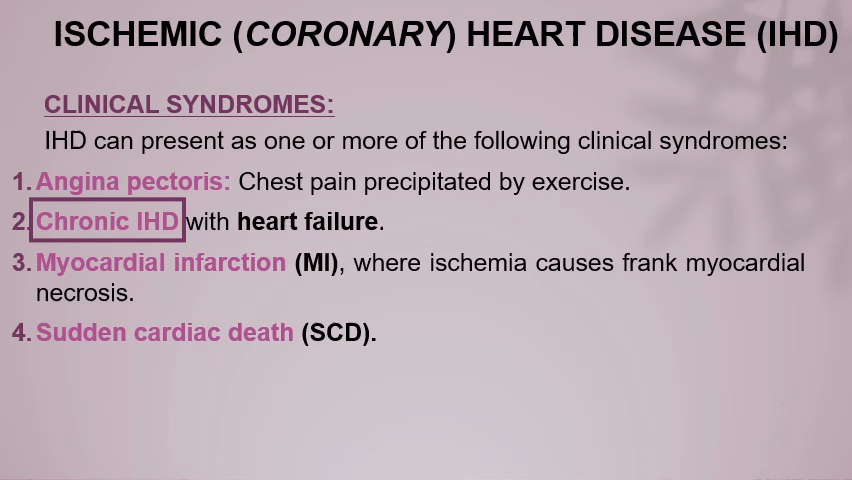 ISCHEMIC (CORONARY) HEART DISEASE (IHD)
CLINICAL SYNDROMES:
IHD can present as one or more of the following clinical syndromes:
1. Angina pectoris: Chest pain precipitated by exercise.
2. Chronic IHD with heart failure.
3. Myocardial infarction (MI), where ischemia causes frank myocardial
necrosis.
4. Sudden cardiac death (SCD).